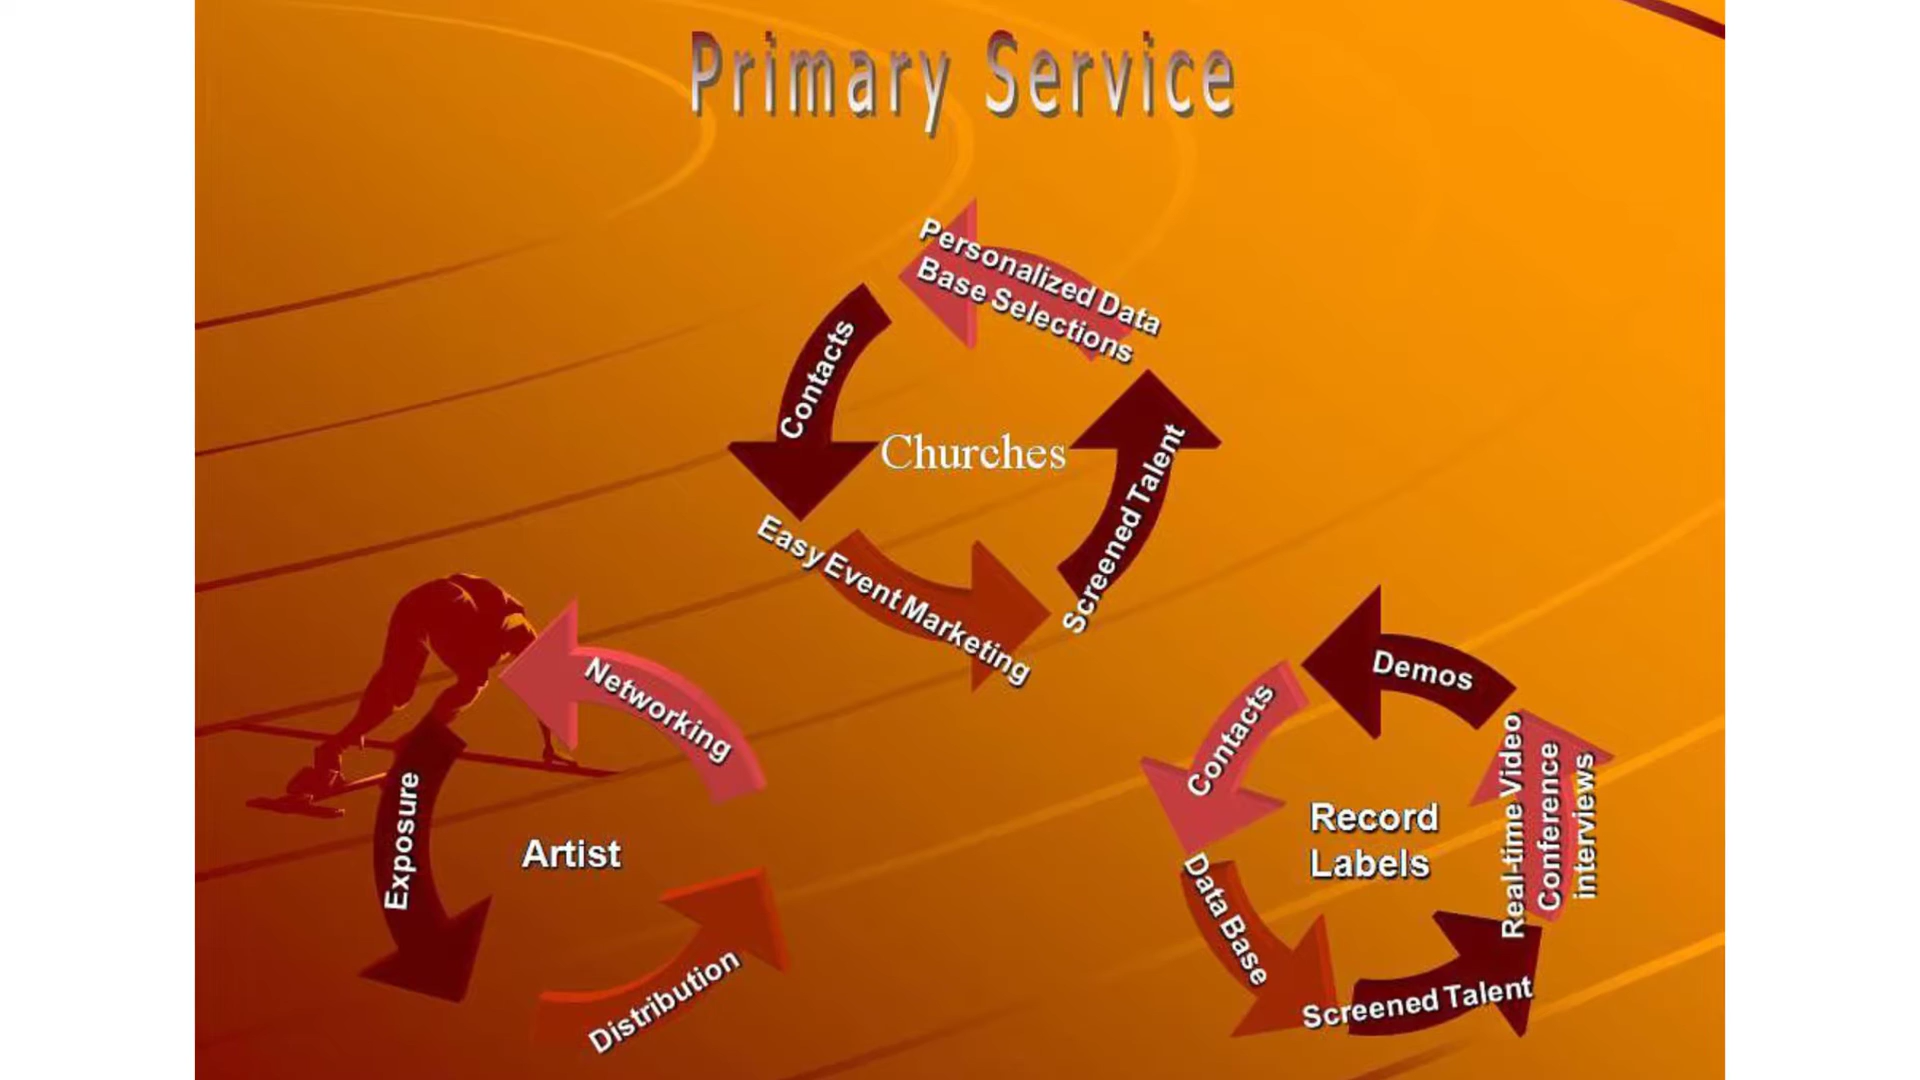 Primary Service
Personalized Data
Base Selections
Contacts
Churches
Screened Talent
Easy Event Marketing
Networking
Exposure
Artist
Distribution
Demos
Contacts
Record
Labels
Real-time Video
Conference
interviews
Data Base
Screened Talent